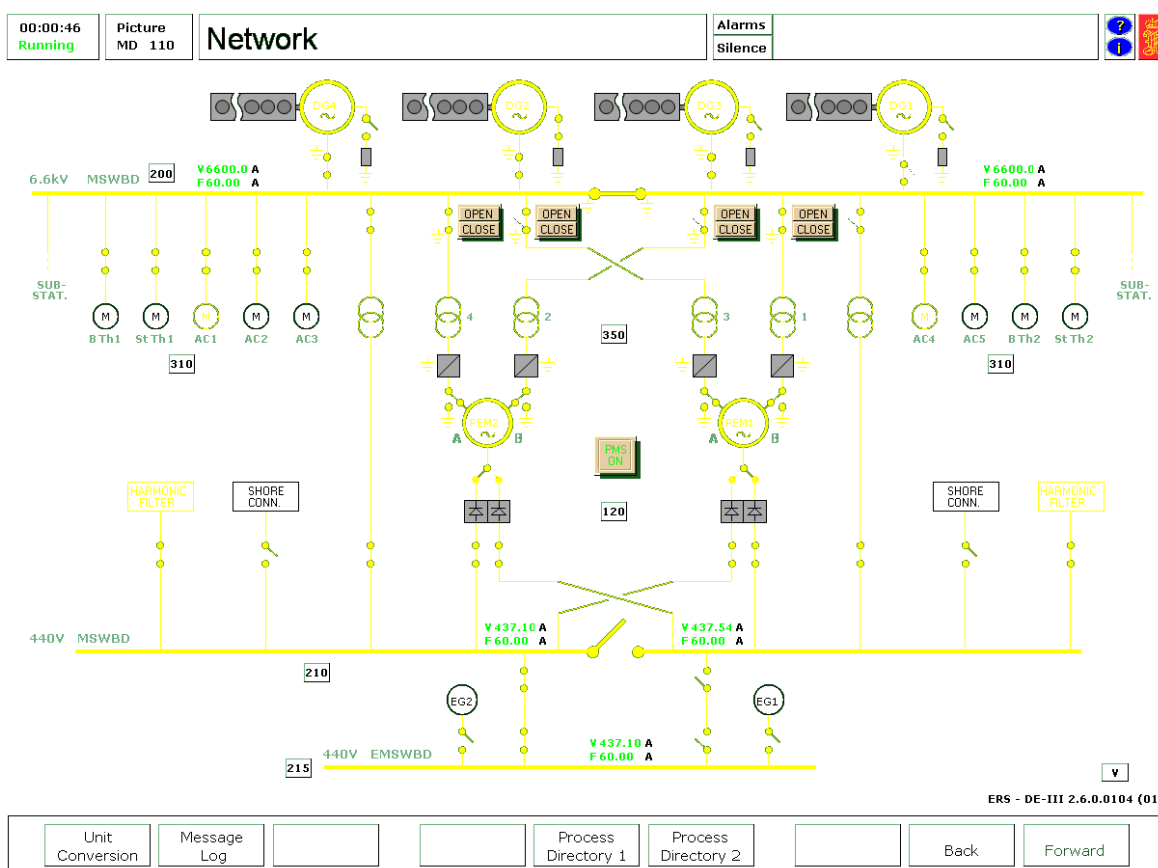 00:00:46
Running
Picture
MD 110
Network
Alarms
Silence
?
i
DG4
DG2
DG3
DG1
6.6kV MSWBD
200
V 6600.0 A
F 60.00 A
V 6600.0 A
F 60.00 A
OPEN
CLOSE
OPEN
CLOSE
OPEN
CLOSE
OPEN
CLOSE
SUB-
STAT.
SUB-
STAT.
M
M
M
M
M
M
M
M
M
B Th1
St Th1
AC1
AC2
AC3
4
2
3
1
AC4
AC5
B Th2
St Th2
310
350
310
PEM2
A
B
PEM1
A
B
PMS
ON
HARMONIC
FILTER
SHORE
CONN.
120
SHORE
CONN.
HARMONIC
FILTER
440V MSWBD
V 437.10 A
F 60.00 A
V 437.54 A
F 60.00 A
210
EG2
EG1
440V EMSWBD
V 437.10 A
F 60.00 A
215
V
ERS - DE-III 2.6.0.0104 (01
Unit
Conversion
Message
Log
Process
Directory 1
Process
Directory 2
Back
Forward